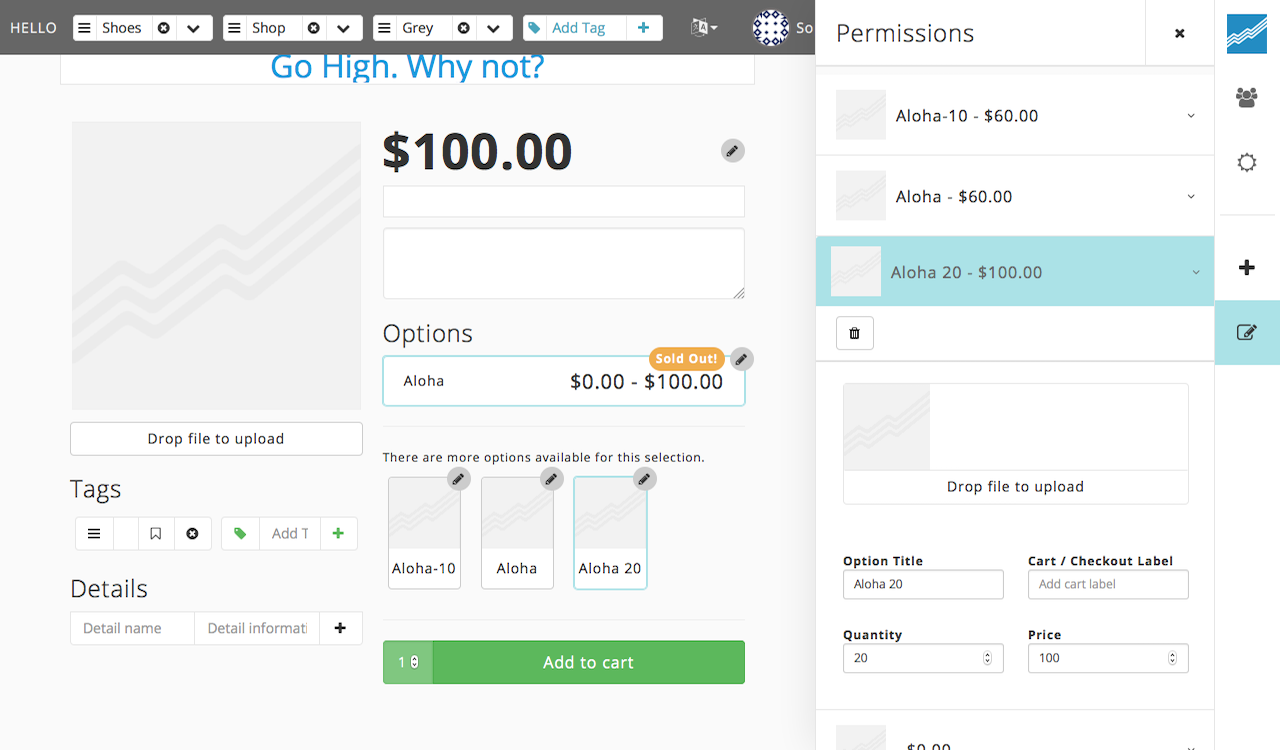 HELLO
Shoes
Shop
Grey
Add Tag
So
Go High. Why not?
$100.00
Options
Sold Out!
Aloha
$0.00 - $100.00
There are more options available for this selection.
Aloha-10
Aloha
Aloha 20
1
Add to cart
Drop file to upload
Tags
Add T
Details
Detail name
Detail informati
Permissions
Aloha-10 - $60.00
Aloha - $60.00
Aloha 20 - $100.00
Drop file to upload
Option Title
Cart / Checkout Label
Aloha 20
Add cart label
Quantity
Price
20
100
$0.00